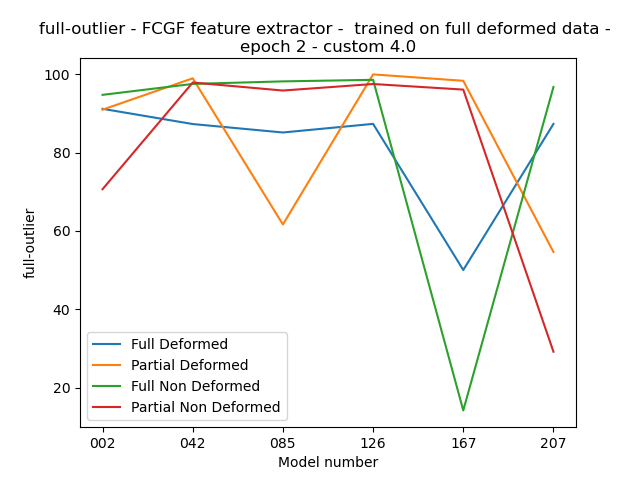 full-outlier - FCGF feature extractor -  trained on full deformed data -
epoch 2 - custom 4.0
100
80
60
40
20
full-outlier
Full Deformed
Partial Deformed
Full Non Deformed
Partial Non Deformed
002 042 085 126 167 207
Model number